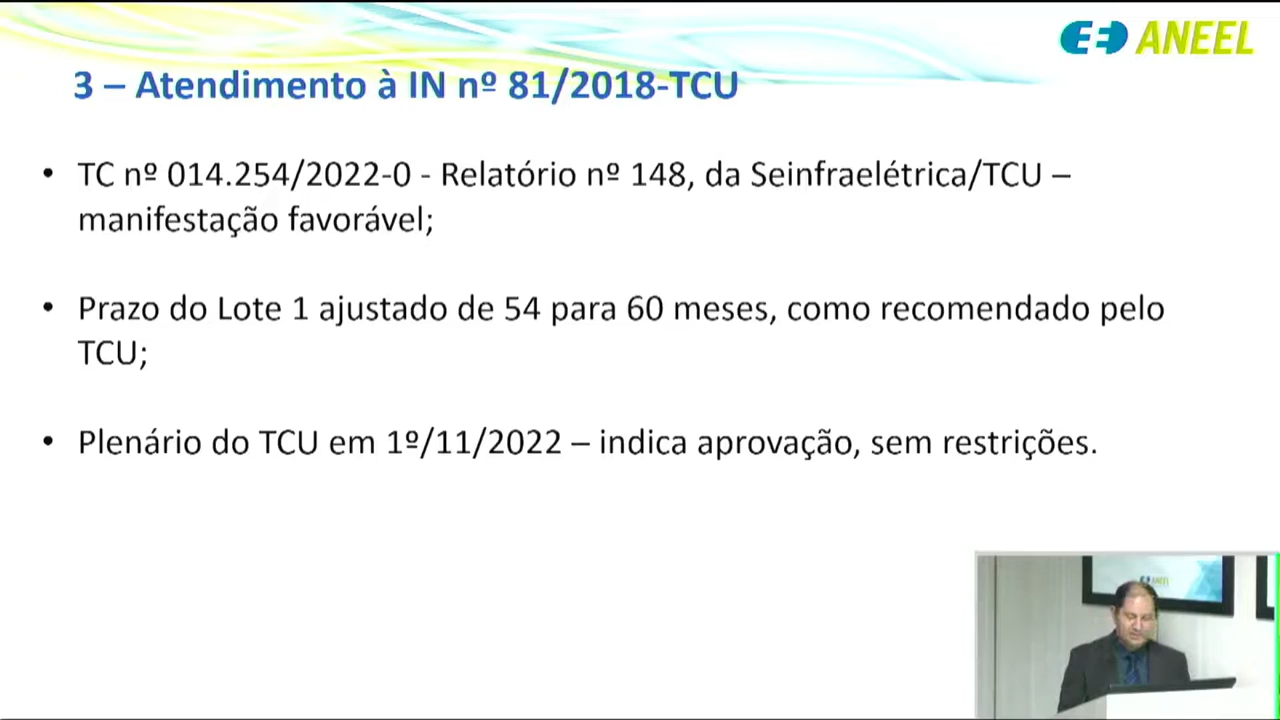 ANEEL
3 – Atendimento à IN nº 81/2018-TCU
• TC nº 014.254/2022-0 - Relatório nº 148, da Seinfraelétrica/TCU –
manifestação favorável;
• Prazo do Lote 1 ajustado de 54 para 60 meses, como recomendado pelo
TCU;
• Plenário do TCU em 1º/11/2022 – indica aprovação, sem restrições.
ANEEL